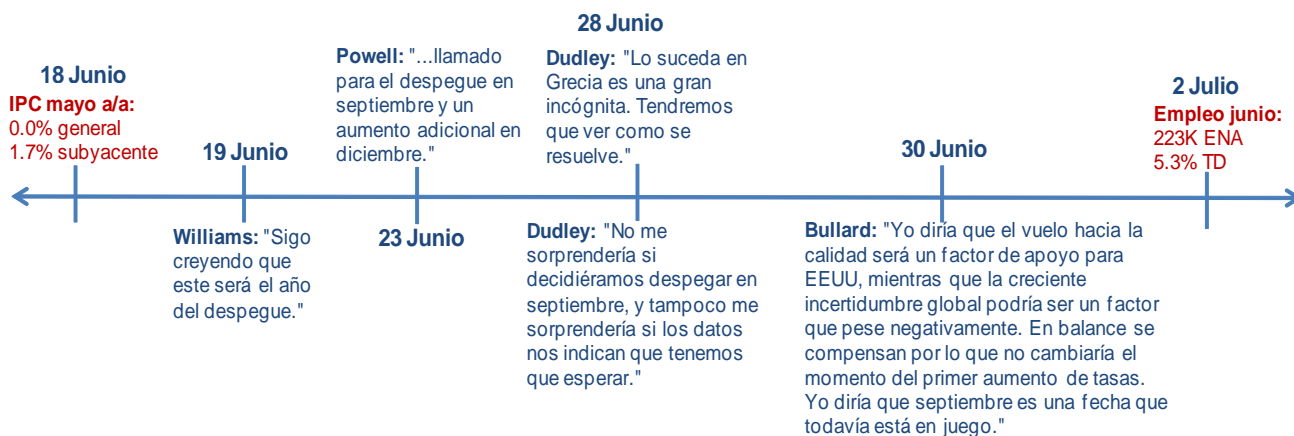 18 Junio
IPC mayo a/a:
0.0% general
1.7% subyacente
19 Junio
Williams: "Sigo
creyendo que
este será el año
del despegue."
Powell: "...llamado
para el despegue en
septiembre y un
aumento adicional en
diciembre."
23 Junio
28 Junio
Dudley: "Lo suceda en
Grecia es una gran
incógnita. Tendremos
que ver como se
resuelve."
Dudley: "No me
sorprendería si
decidiéramos despegar en
septiembre, y tampoco me
sorprendería si los datos
nos indican que tenemos
que esperar."
30 Junio
Bullard: "Yo diría que el vuelo hacia la
calidad será un factor de apoyo para
EEUU, mientras que la creciente
incertidumbre global podría ser un factor
que pese negativamente. En balance se
compensan por lo que no cambiaría el
momento del primer aumento de tasas.
Yo diría que septiembre es una fecha que
todavía está en juego."
2 Julio
Empleo junio:
223K ENA
5.3% TD